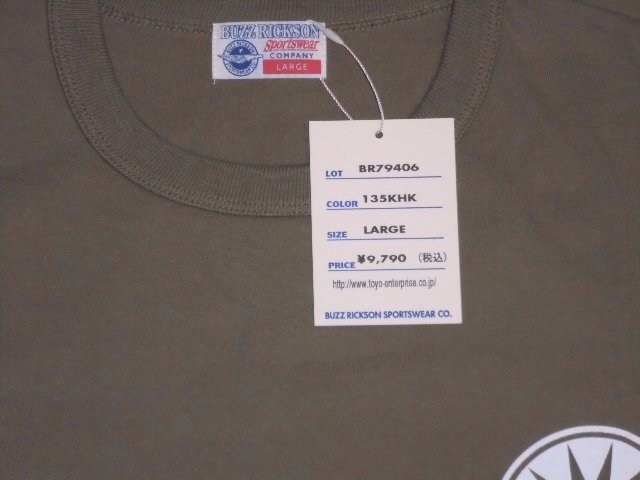 BUZZ RICKSON
Sportswear
COMPANY
LARGE
LOT BR79406
COLOR 135KHK
SIZE LARGE
PRICE ¥9,790 (税込)
http://www.toyo-enterprise.co.jp/
BUZZ RICKSON SPORTSWEAR CO.